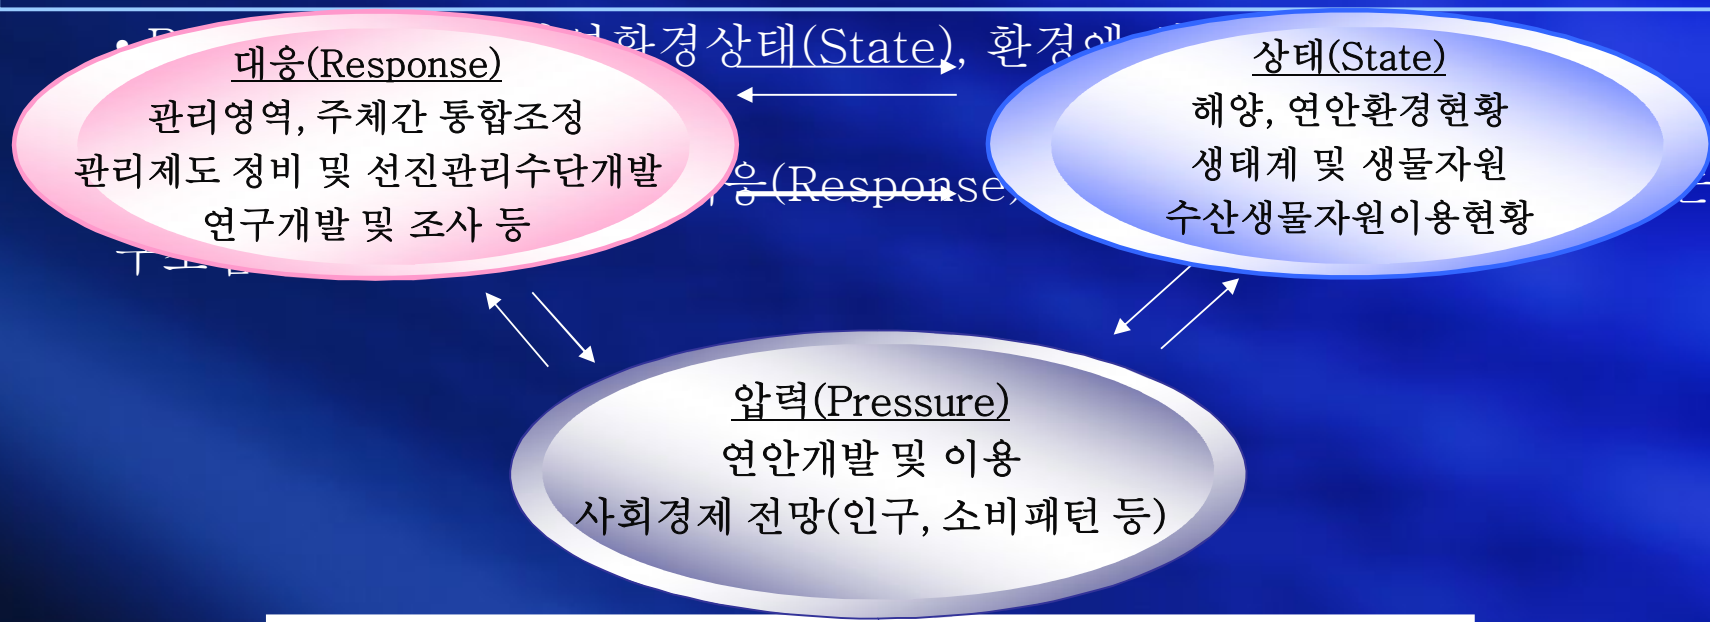 환경상태(State), 환경에
대응(Response)
관리영역, 주체간 통합조정
관리제도 정비 및 선진관리수단개발
연구개발 및 조사 등
상태(State)
해양, 연안환경현황
생태계 및 생물자원
수산생물자원이용현황
(Response)
압력(Pressure)
연안개발 및 이용
사회경제 전망(인구, 소비패턴 등)